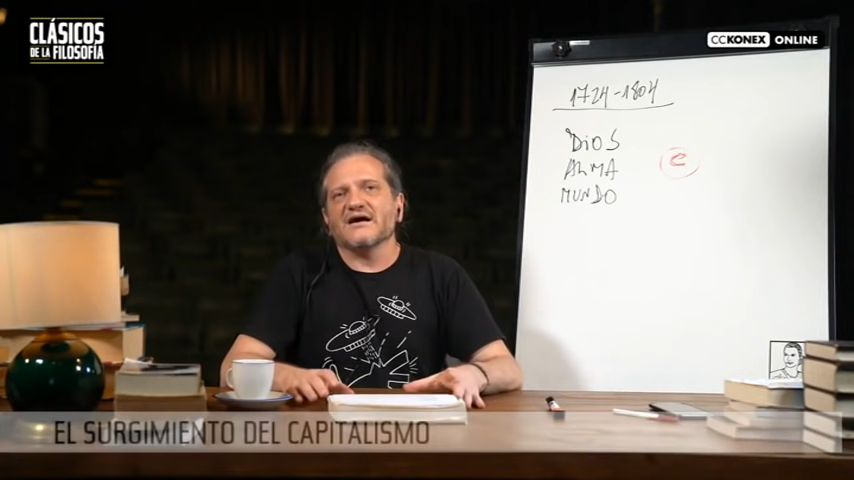 CLÁSICOS
DE LA FILOSOFÍA
CCKONEX ONLINE
1724-1804
DiOS
ALMA
MUNDO
e
EL SURGIMIENTO DEL CAPITALISMO